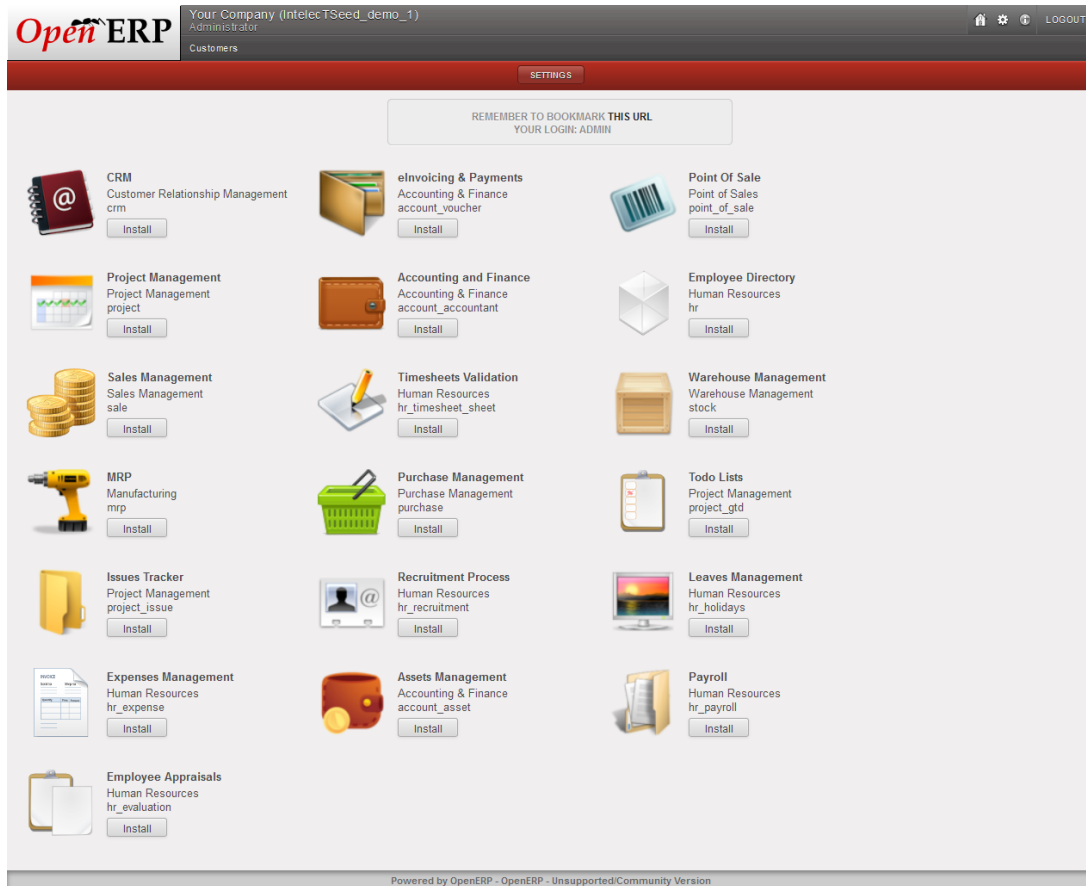 Open ERP
Your Company (IntelecTSeed_demo_1)
Administrator
Customers
LOGOUT
SETTINGS
REMEMBER TO BOOKMARK THIS URL
YOUR LOGIN: ADMIN
CRM
Customer Relationship Management
crm
Install
eInvoicing & Payments
Accounting & Finance
account_voucher
Install
Point Of Sale
Point of Sales
point_of_sale
Install
Project Management
Project Management
project
Install
Accounting and Finance
Accounting & Finance
account_accountant
Install
Employee Directory
Human Resources
hr
Install
Sales Management
Sales Management
sale
Install
Timesheets Validation
Human Resources
hr_timesheet_sheet
Install
Warehouse Management
Warehouse Management
stock
Install
MRP
Manufacturing
mrp
Install
Purchase Management
Purchase Management
purchase
Install
Todo Lists
Project Management
project_gtd
Install
Issues Tracker
Project Management
project_issue
Install
Recruitment Process
Human Resources
hr_recruitment
Install
Leaves Management
Human Resources
hr_holidays
Install
Expenses Management
Human Resources
hr_expense
Install
Assets Management
Accounting & Finance
account_asset
Install
Payroll
Human Resources
hr_payroll
Install
Employee Appraisals
Human Resources
hr_evaluation
Install
Powered by OpenERP - OpenERP - Unsupported/Community Version